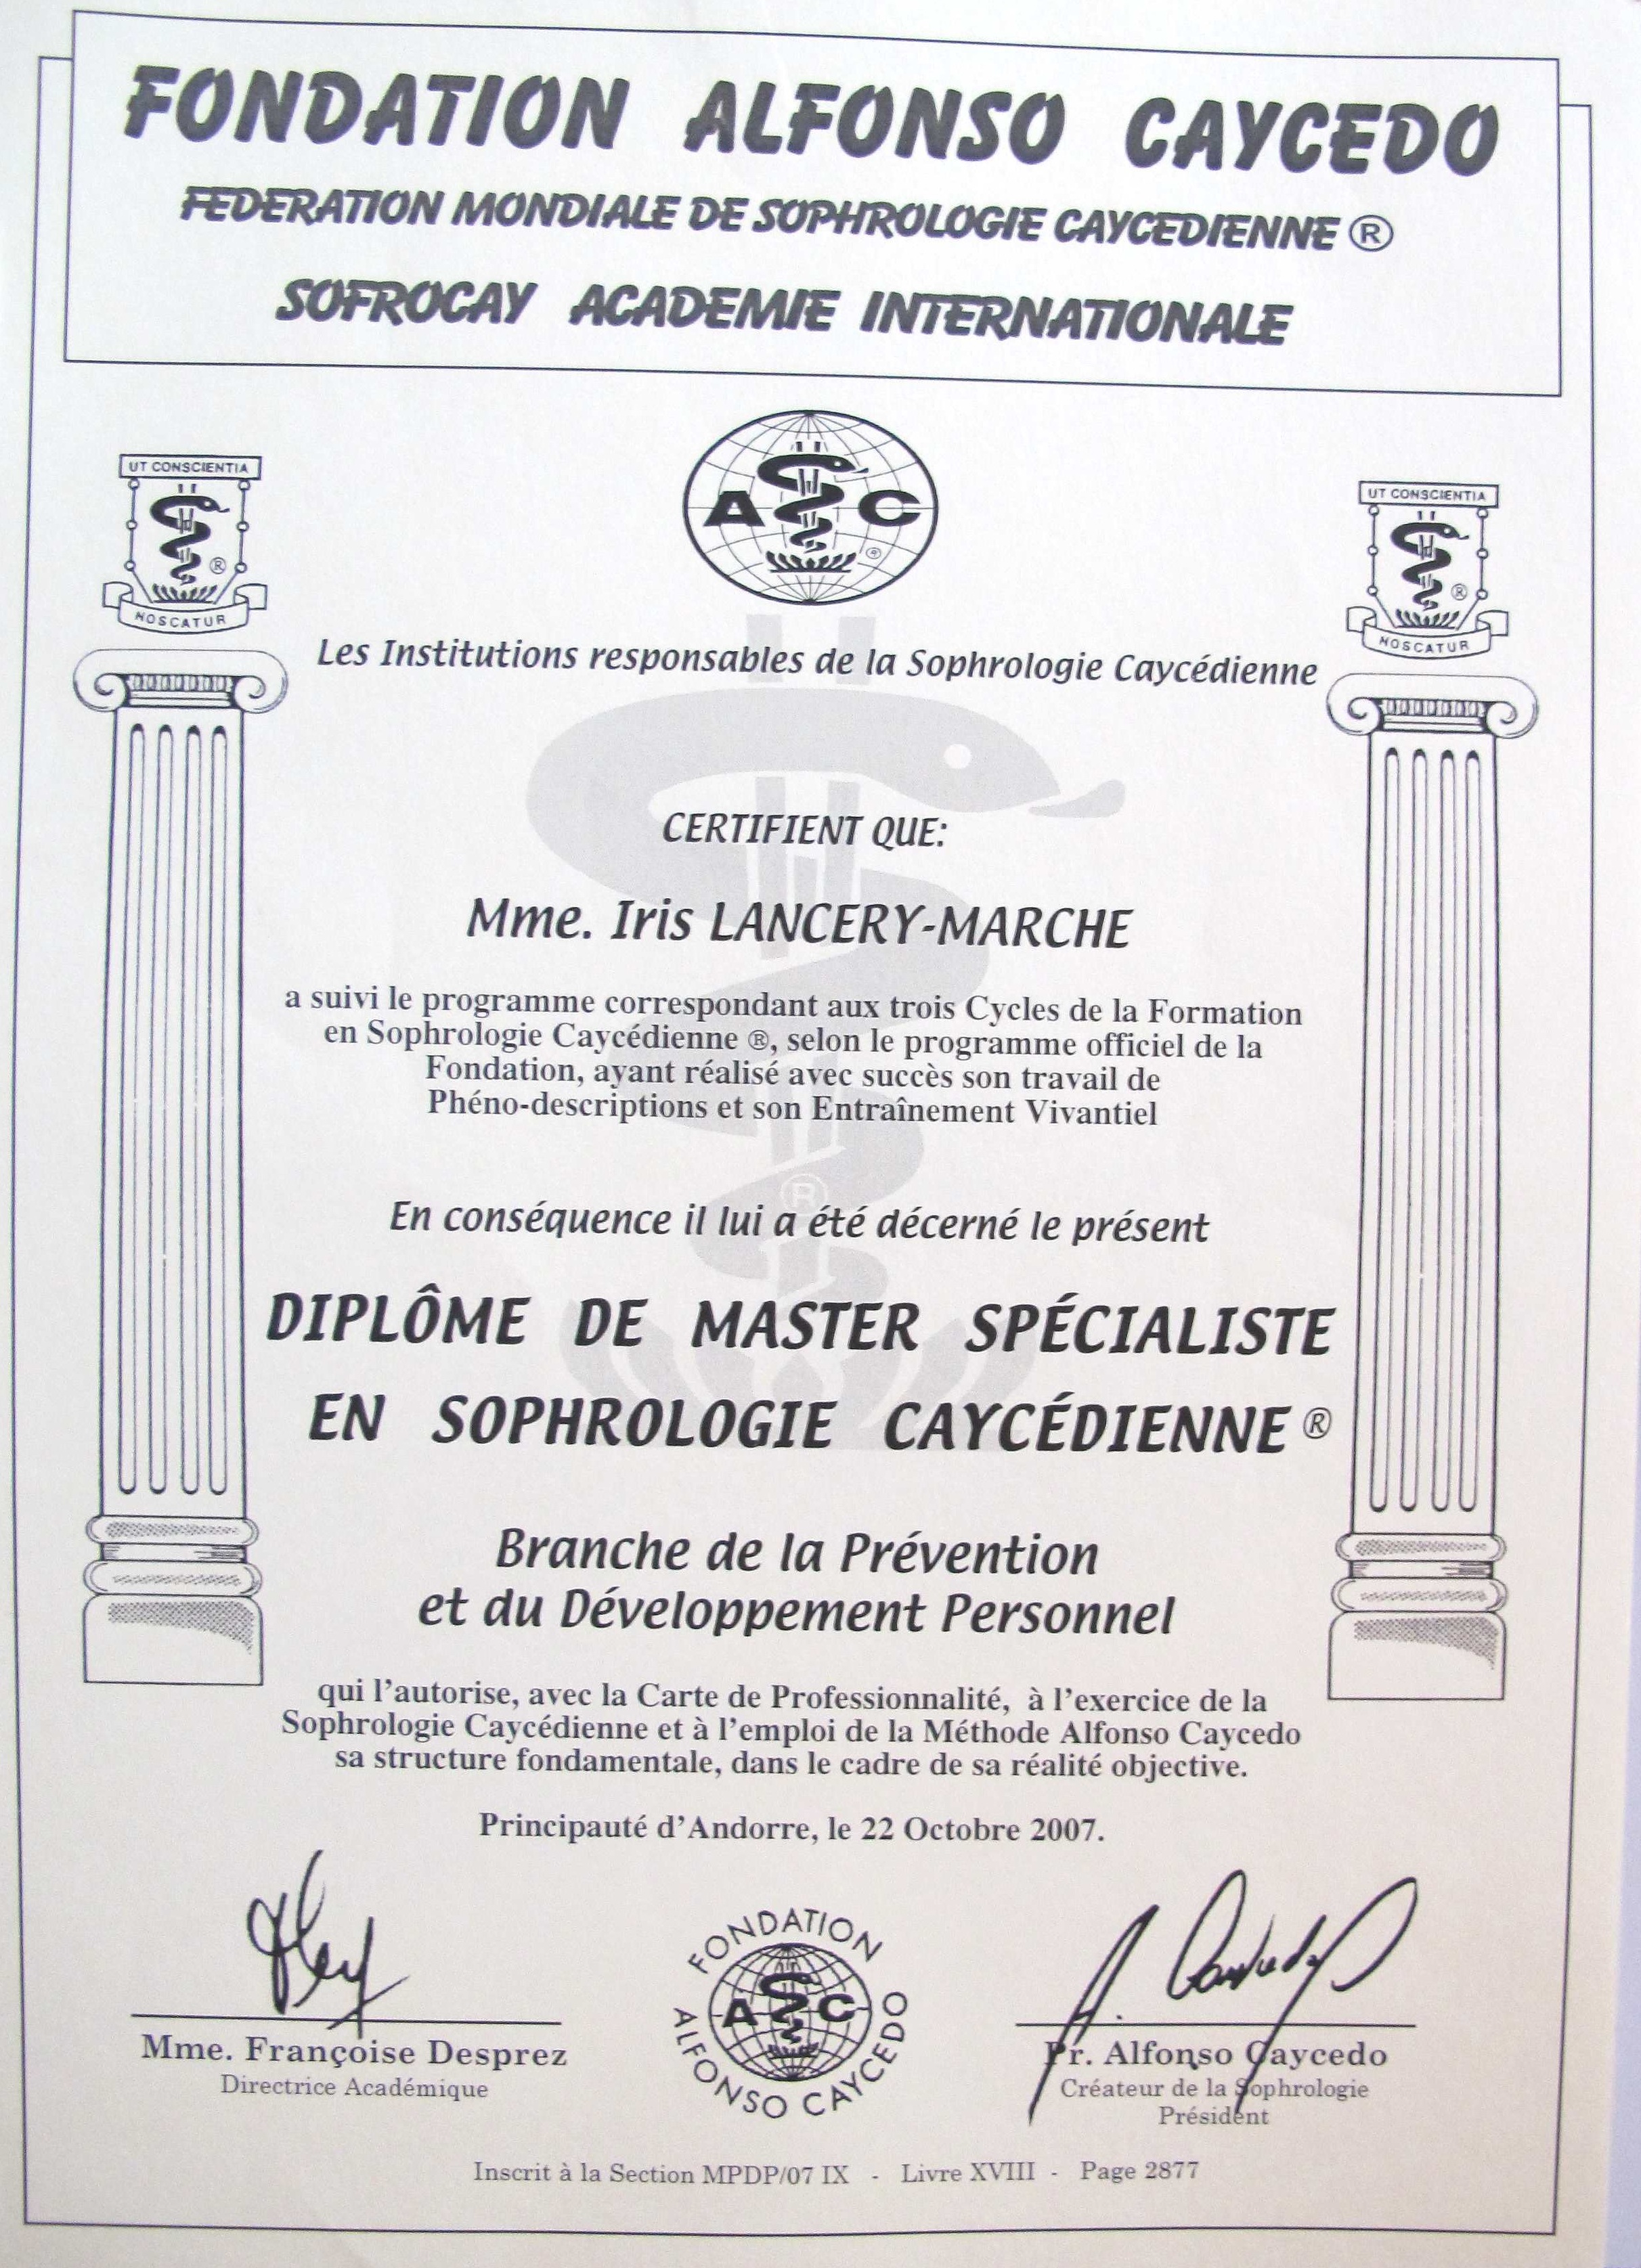 FONDATION ALFONSO CAYCEDO
FEDERATION MONDIALE DE SOPHROLOGIE CAYCEDIENNE ®
SOFROCAY ACADEMIE INTERNATIONALE
A C ®
UT CONSCIENTIA
®
NOSCATUR
UT CONSCIENTIA
®
NOSCATUR
Les Institutions responsables de la Sophrologie Caycédienne
CERTIFIENT QUE:
Mme. Iris LANCERY-MARCHE
a suivi le programme correspondant aux trois Cycles de la Formation
en Sophrologie Caycédienne ®, selon le programme officiel de la
Fondation, ayant réalisé avec succès son travail de
Phéno-descriptions et son Entraînement Vivantiel
®
En conséquence il lui a été décerné le présent
DIPLÔME DE MASTER SPÉCIALISTE
EN SOPHROLOGIE CAYCÉDIENNE ®
Branche de la Prévention
et du Développement Personnel
qui l'autorise, avec la Carte de Professionnalité, à l'exercice de la
Sophrologie Caycédienne et à l'emploi de la Méthode Alfonso Caycedo
sa structure fondamentale, dans le cadre de sa réalité objective.
Principauté d'Andorre, le 22 Octobre 2007.
Mme. Françoise Desprez
Directrice Académique
FONDATION
A C
ALFONSO CAYCEDO
A. Caycedo
Pr. Alfonso Caycedo
Créateur de la Sophrologie
Président
Inscrit à la Section MPDP/07 IX - Livre XVIII - Page 2877